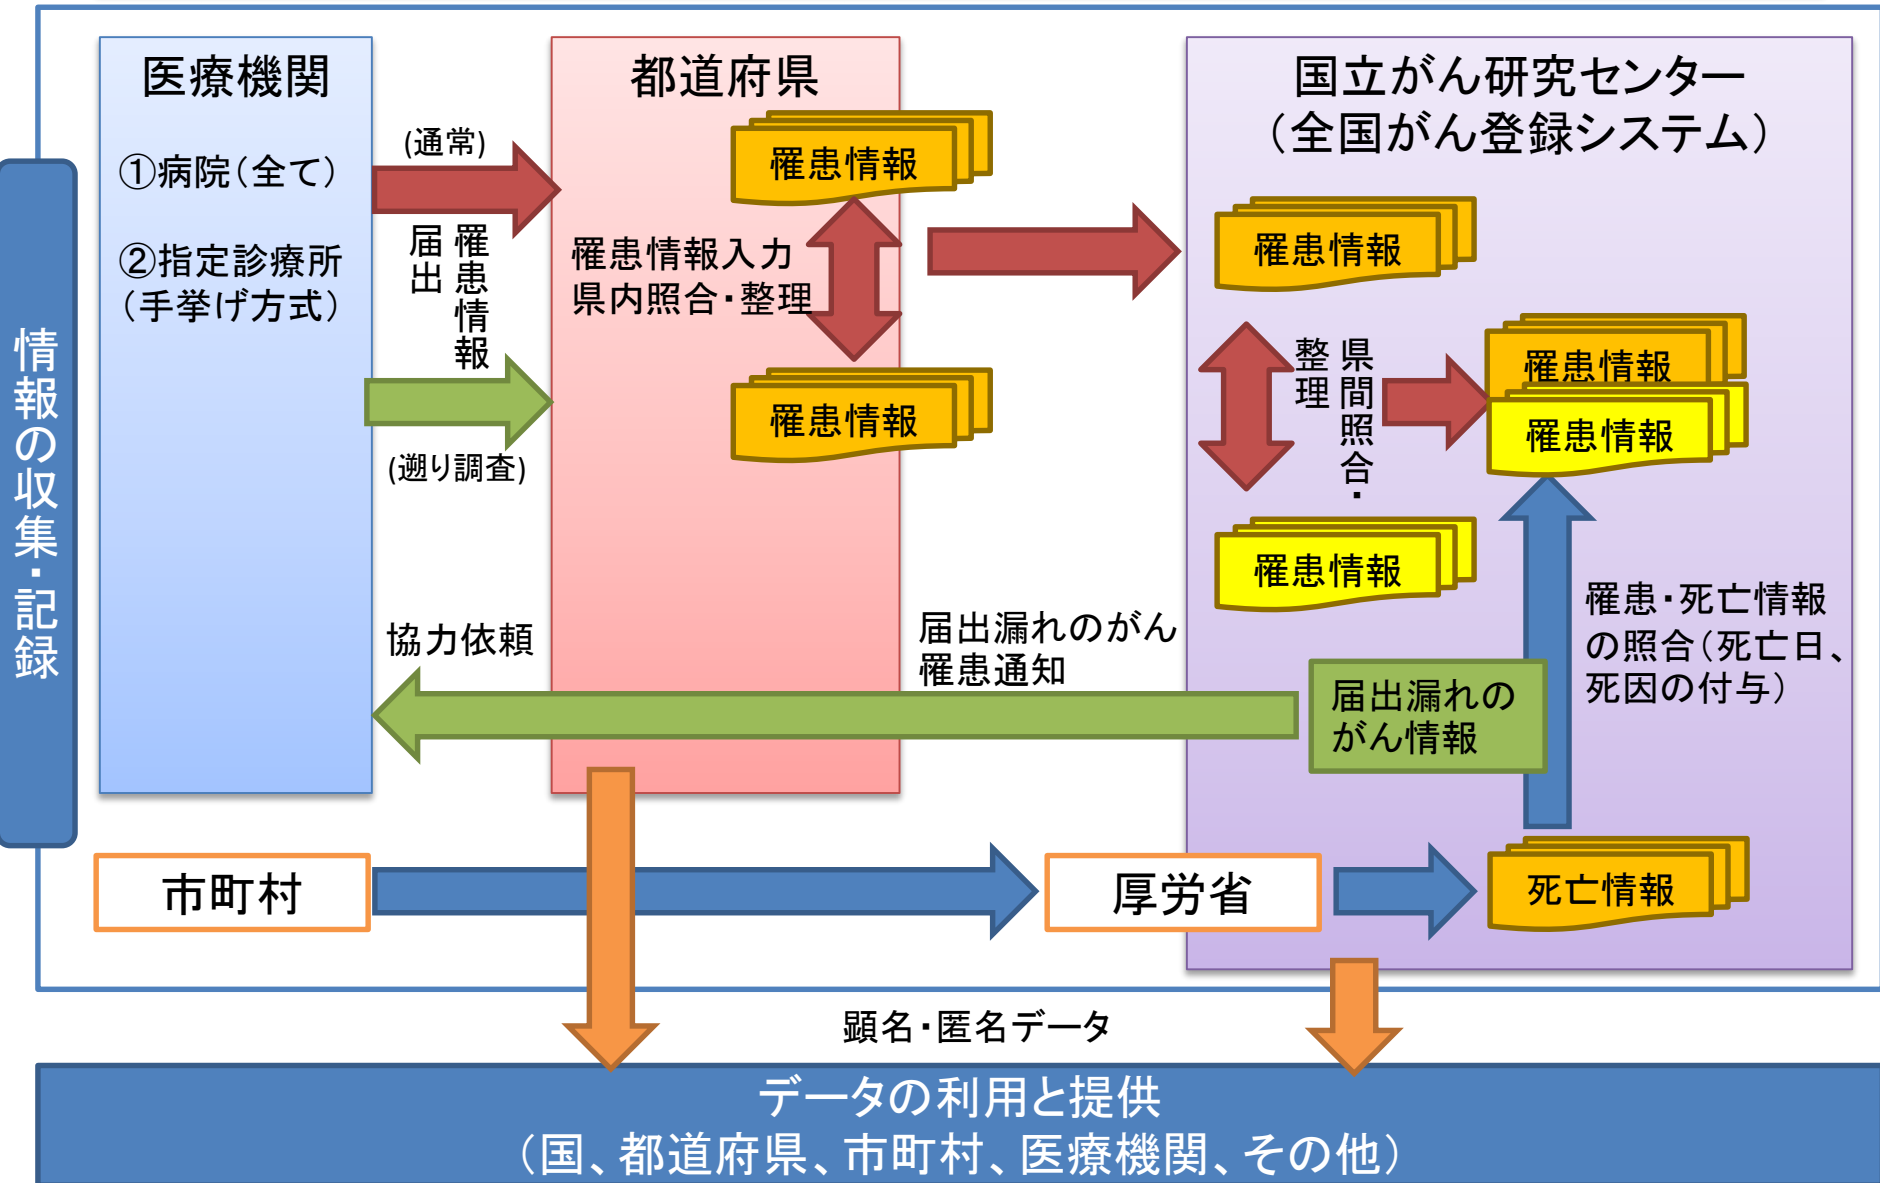 情報の収集・記録
医療機関
①病院（全て）
②指定診療所
（手挙げ方式）
(通常)
罹患情報
届出
(遡り調査)
都道府県
罹患情報
罹患情報入力
県内照合・整理
罹患情報
国立がん研究センター
（全国がん登録システム）
罹患情報
県間照合・
整理
罹患情報
罹患情報
罹患情報
罹患・死亡情報
の照合（死亡日、
死因の付与）
協力依頼
届出漏れのがん
罹患通知
届出漏れの
がん情報
市町村
厚労省
死亡情報
顕名・匿名データ
データの利用と提供
（国、都道府県、市町村、医療機関、その他）